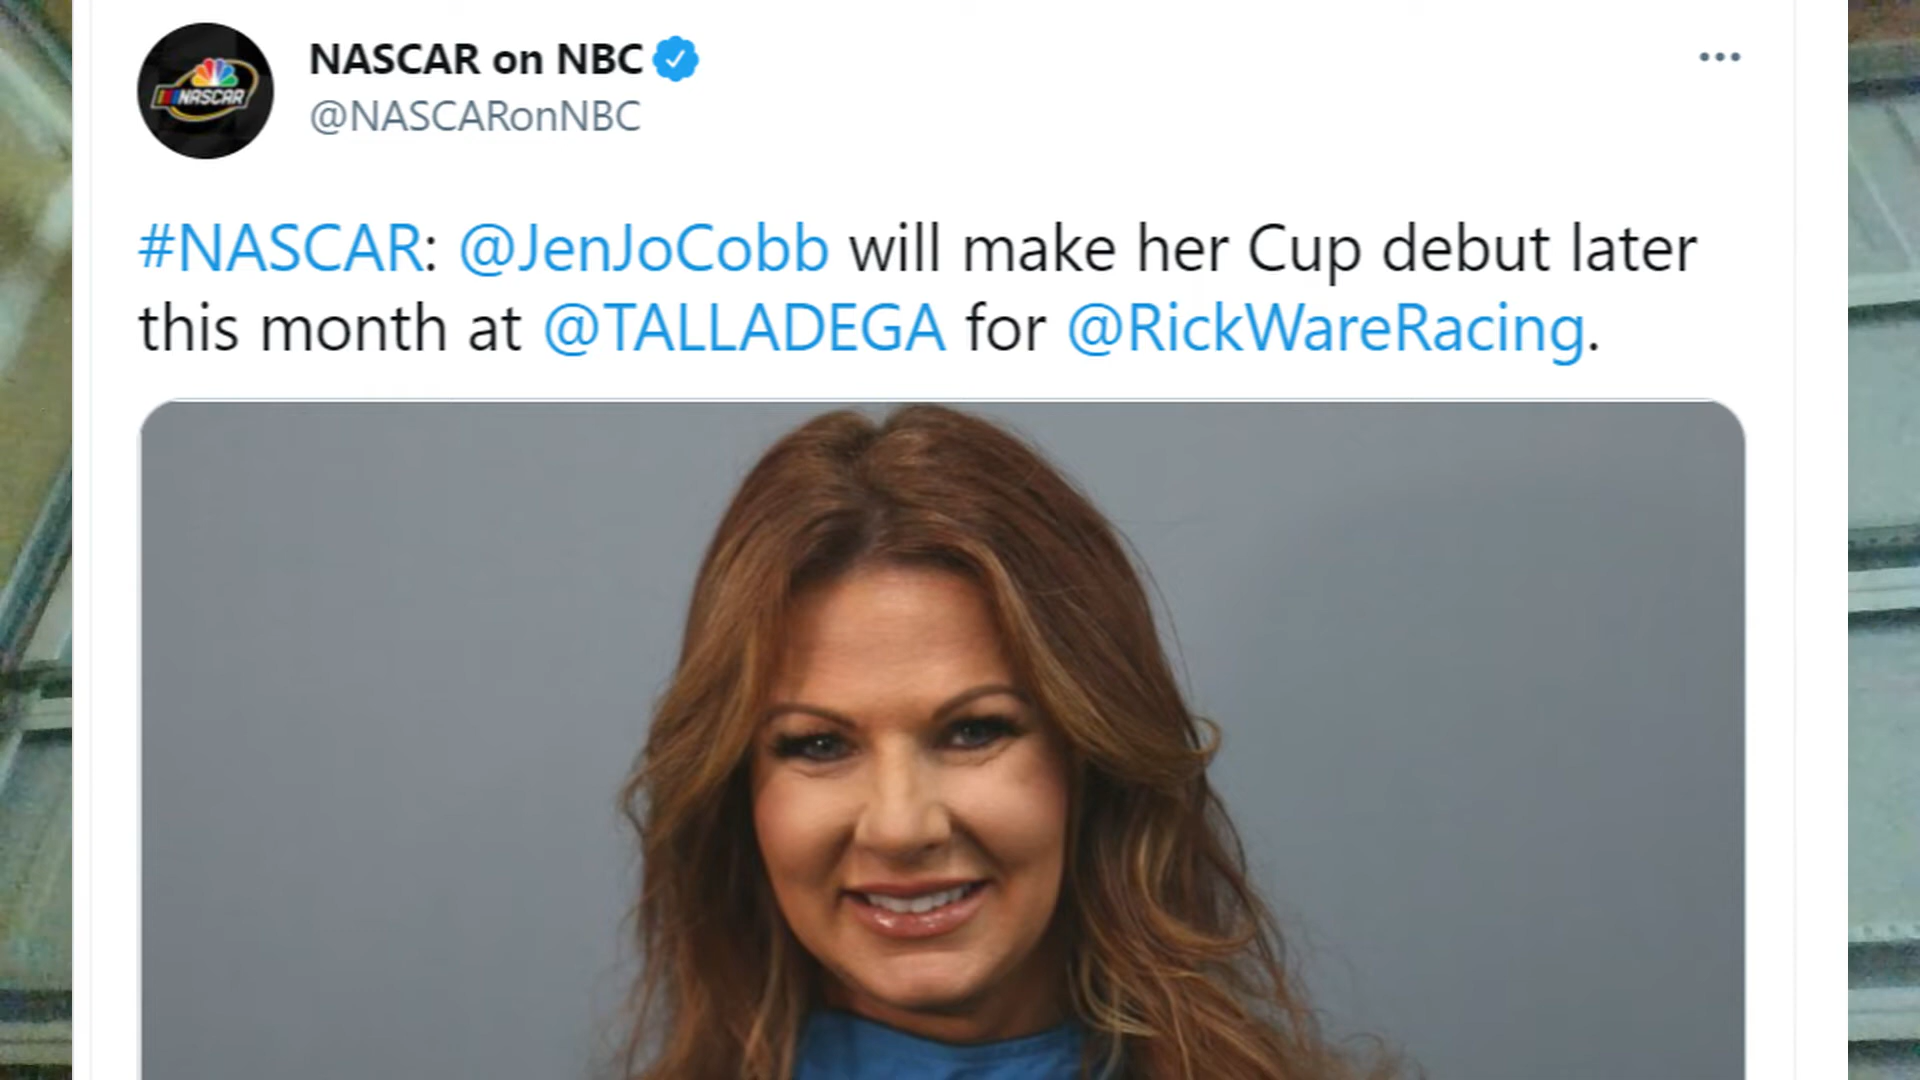 NASCAR on NBC
@NASCARonNBC
NASCAR
#NASCAR: @JenJoCobb will make her Cup debut later
this month at @TALLADEGA for @RickWareRacing.